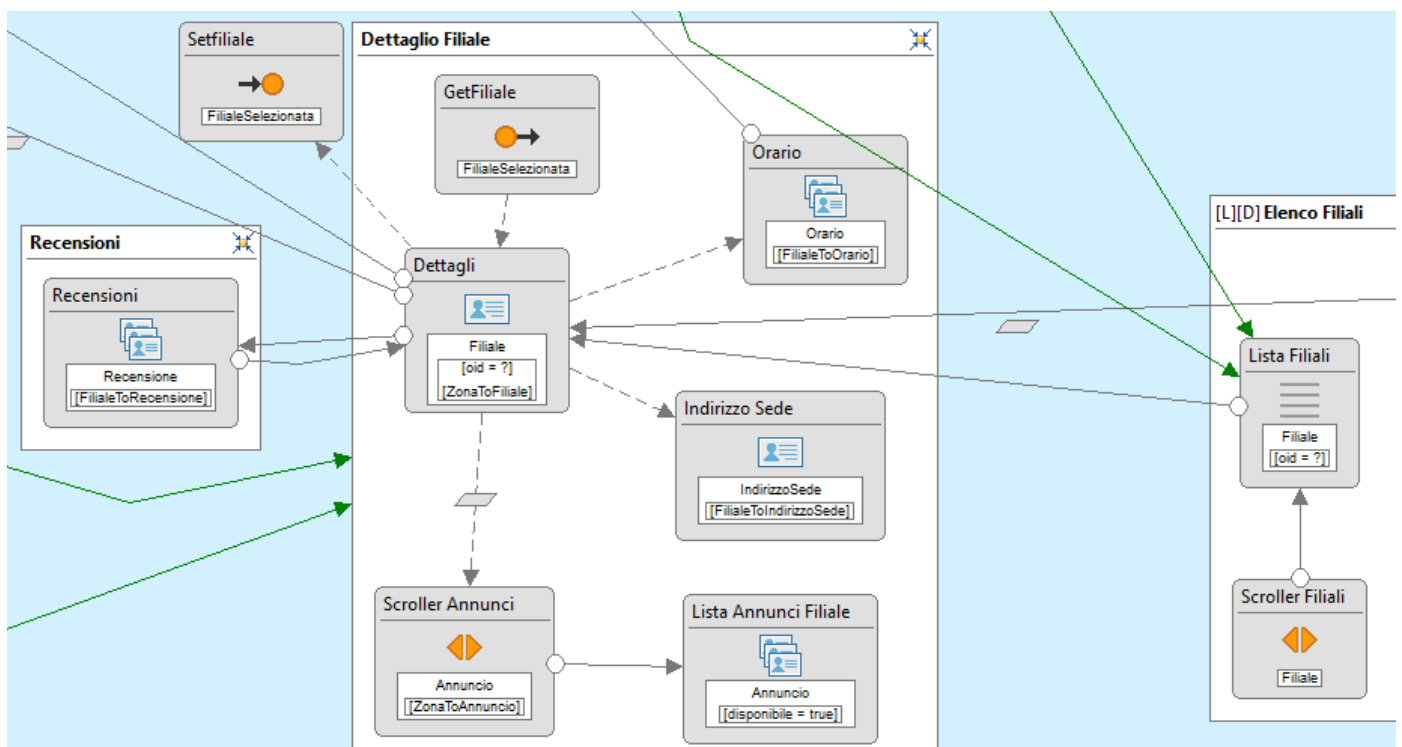 Setfiliale
FilialeSelezionata
Dettaglio Filiale
GetFiliale
FilialeSelezionata
Orario
Orario
[FilialeToOrario]
[L][D] Elenco Filiali
Recensioni
Recensioni
Recensione
[FilialeToRecensione]
Dettagli
Filiale
[oid = ?]
[ZonaToFiliale]
Lista Filiali
Filiale
[oid = ?]
Indirizzo Sede
IndirizzoSede
[FilialeToIndirizzoSede]
Scroller Annunci
Annuncio
[ZonaToAnnuncio]
Lista Annunci Filiale
Annuncio
[disponibile = true]
Scroller Filiali
Filiale